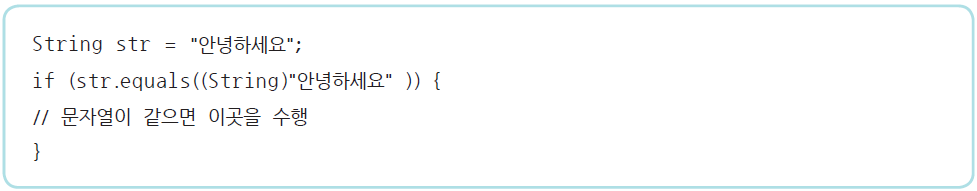 String str = "안녕하세요";
if (str.equals((String)"안녕하세요" )) {
// 문자열이 같으면 이곳을 수행
}